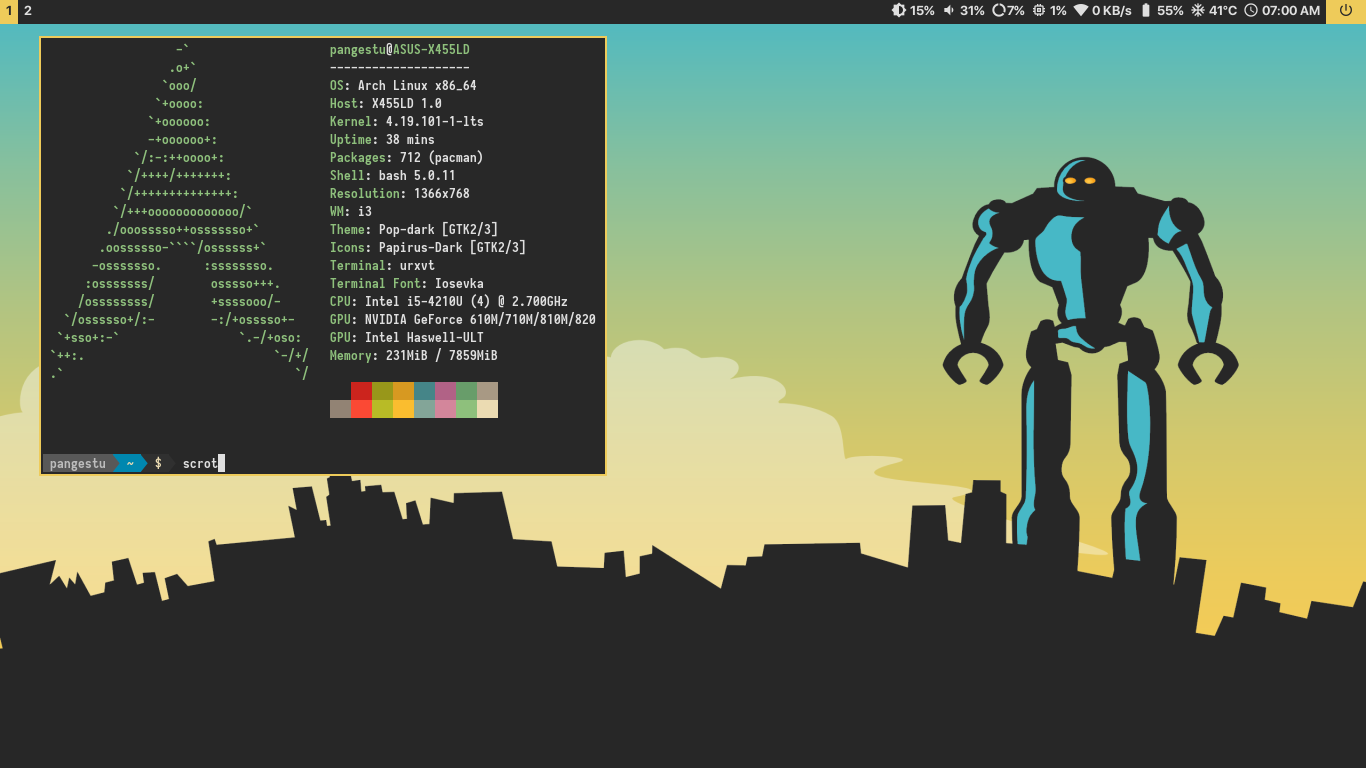 1 2 15% 31% 7% 1% 0 KB/s 55% 41°C 07:00 AM
-` pangestu@ASUS-X455LD
.o+` --------------------
`ooo/ OS: Arch Linux x86_64
`+oooo: Host: X455LD 1.0
`+oooooo: Kernel: 4.19.101-1-lts
-+oooooo+: Uptime: 38 mins
`/:-:++oooo+: Packages: 712 (pacman)
`/++++/+++++++: Shell: bash 5.0.11
`/++++++++++++++: Resolution: 1366x768
`/+++ooooooooooooo/` WM: i3
./ooosssso++osssssso+` Theme: Pop-dark [GTK2/3]
.oossssso-````/ossssss+` Icons: Papirus-Dark [GTK2/3]
-osssssso. :ssssssso. Terminal: urxvt
:osssssss/ osssso+++. Terminal Font: Iosevka
/ossssssss/ +ssssooo/- CPU: Intel i5-4210U (4) @ 2.700GHz
`/ossssso+/:- -:/+osssso+- GPU: NVIDIA GeForce 610M/710M/810M/820
`+sso+:-` `.-/+oso: GPU: Intel Haswell-ULT
`++:. `-/+/ Memory: 231MiB / 7859MiB
.` `/
pangestu ~ $ scrot